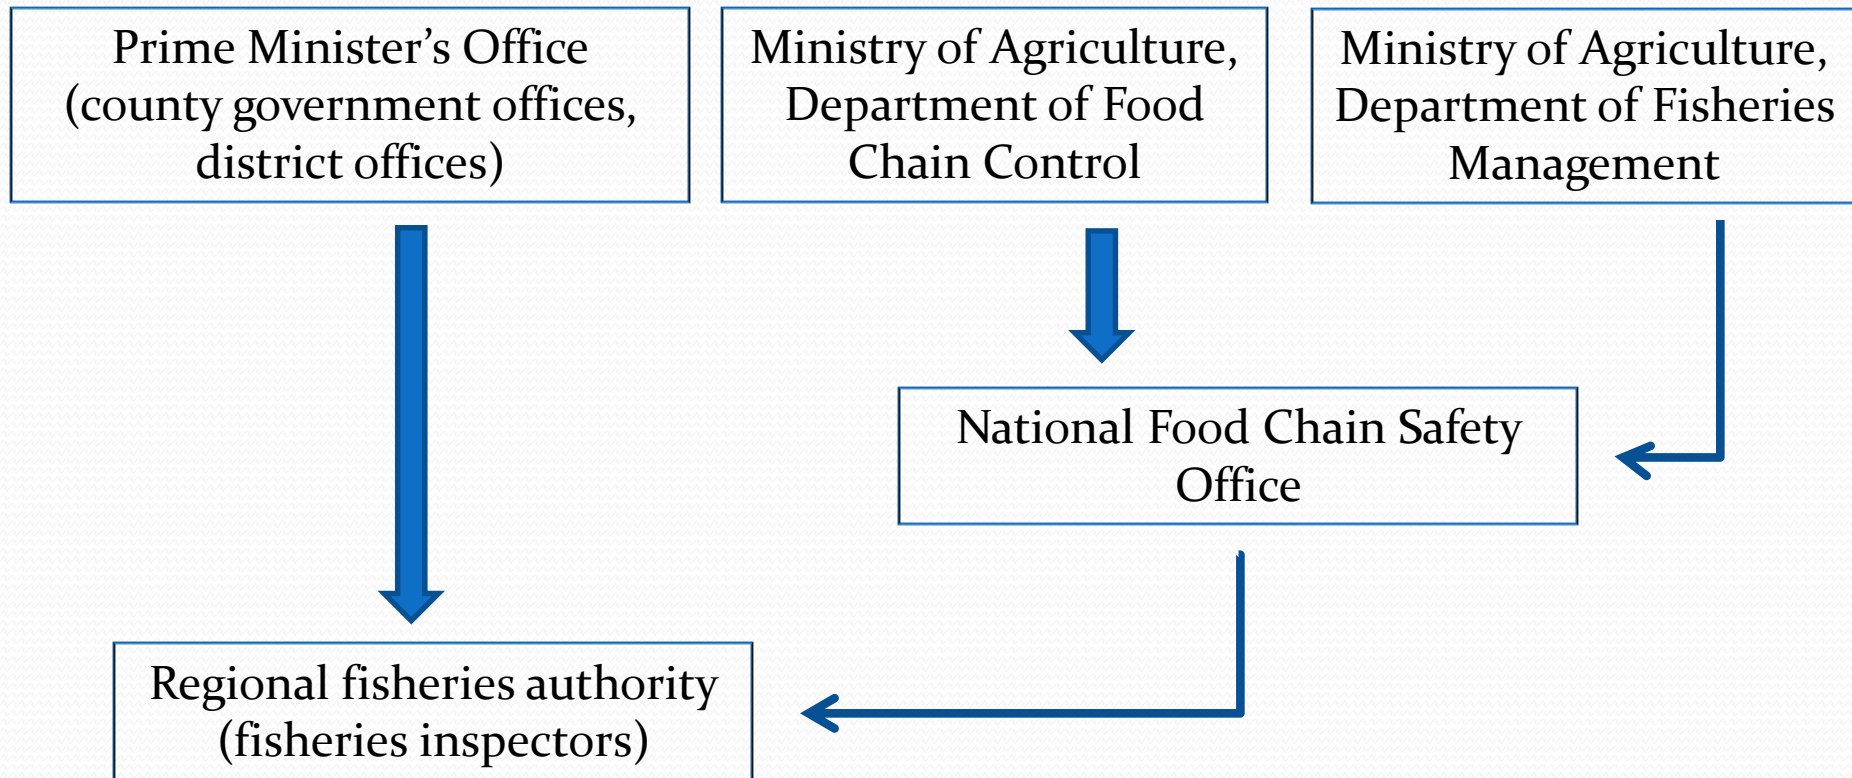 Prime Minister’s Office
(county government offices,
district offices)
Ministry of Agriculture,
Department of Food
Chain Control
Ministry of Agriculture,
Department of Fisheries
Management
National Food Chain Safety
Office
Regional fisheries authority
(fisheries inspectors)